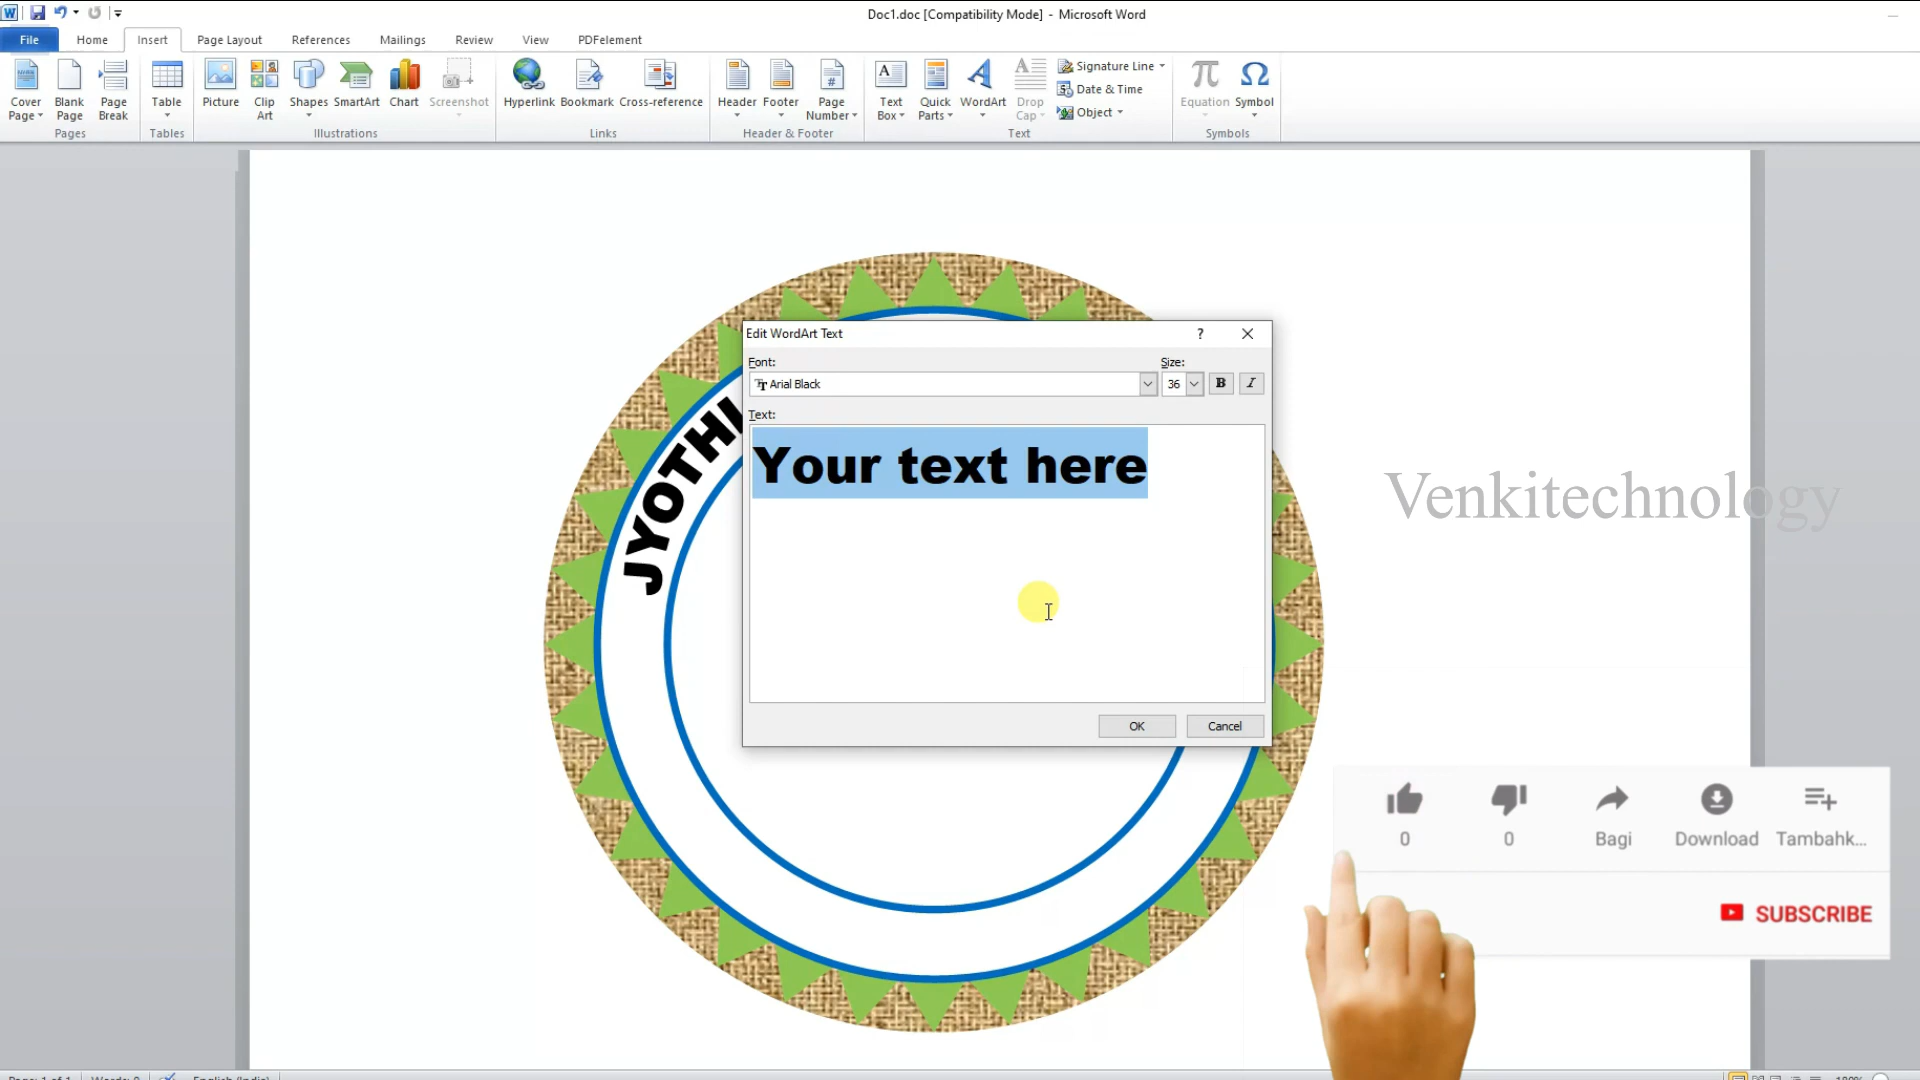 Doc1.doc [Compatibility Mode] - Microsoft Word
File Home Insert Page Layout References Mailings Review View PDFelement
Cover Page
Blank Page
Page Break
Table
Picture
Clip Art
Shapes
SmartArt
Chart
Screenshot
Hyperlink
Bookmark
Cross-reference
Header
Footer
Page Number
Text Box
Quick Parts
WordArt
Drop Cap
Signature Line
Date & Time
Object
Equation
Symbol
Pages Tables Illustrations Links Header & Footer Text Symbols
Edit WordArt Text ?
Font: Size:
Arial Black 36 B I
Text:
Your text here
OK Cancel
JYOTHI
Venkitechnology
0 0 Bagi Download Tambahk...
SUBSCRIBE